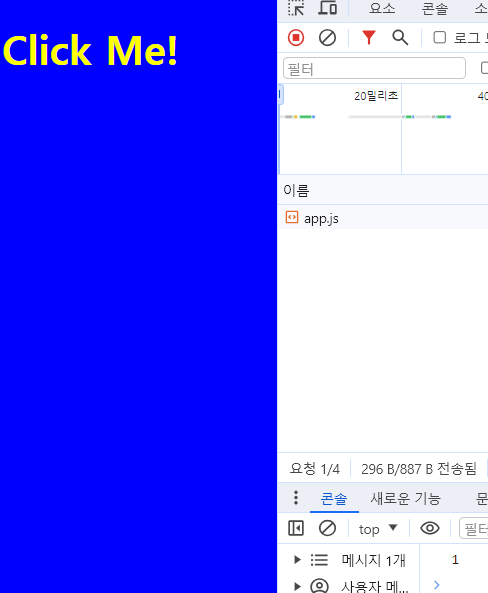 Click Me!
요소 콘솔 소
로그 보
필터
20밀리초 40
이름
app.js
요청 1/4 296 B/887 B 전송됨
콘솔 새로운 기능 문
top 필터
메시지 1개 1
사용자 메...